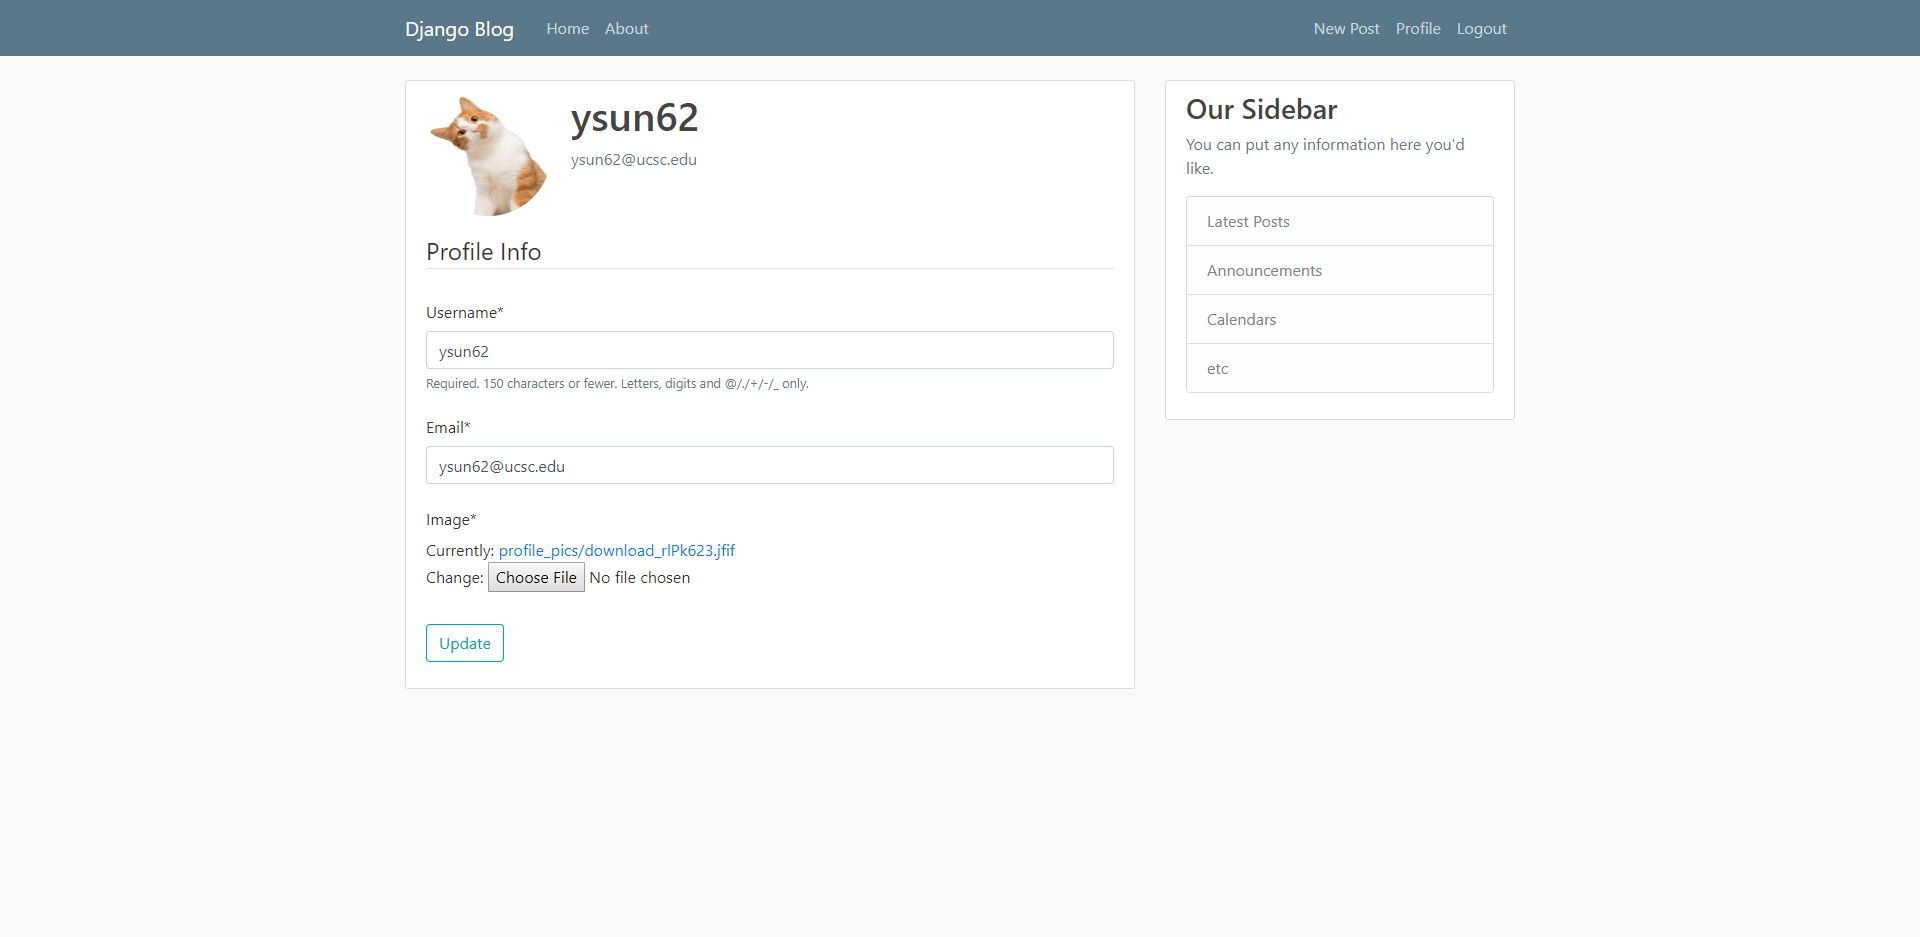 Django Blog Home About New Post Profile Logout
ysun62
ysun62@ucsc.edu
Profile Info
Username*
ysun62
Required. 150 characters or fewer. Letters, digits and @/./+/-/_ only.
Email*
ysun62@ucsc.edu
Image*
Currently: profile_pics/download_rlPk623.jfif
Change: Choose File No file chosen
Update
Our Sidebar
You can put any information here you'd
like.
Latest Posts
Announcements
Calendars
etc